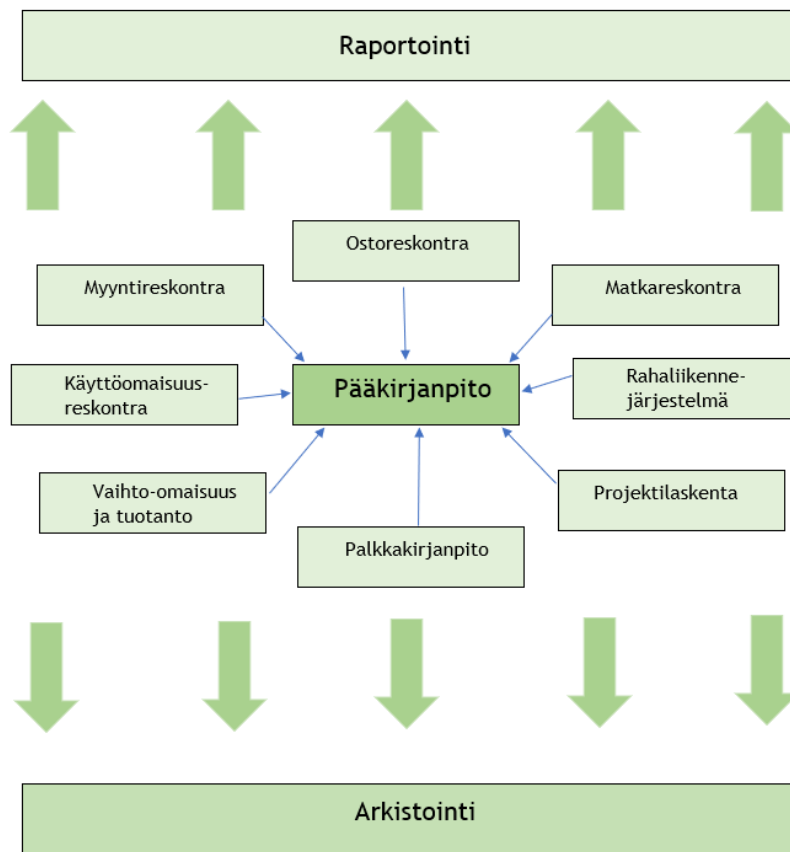 Raportointi
Ostoreskontra
Myyntireskontra
Matkareskontra
Käyttöomaisuus-
reskontra
Pääkirjanpito
Rahaliikenne-
järjestelmä
Vaihto-omaisuus
ja tuotanto
Projektilaskenta
Palkkakirjanpito
Arkistointi